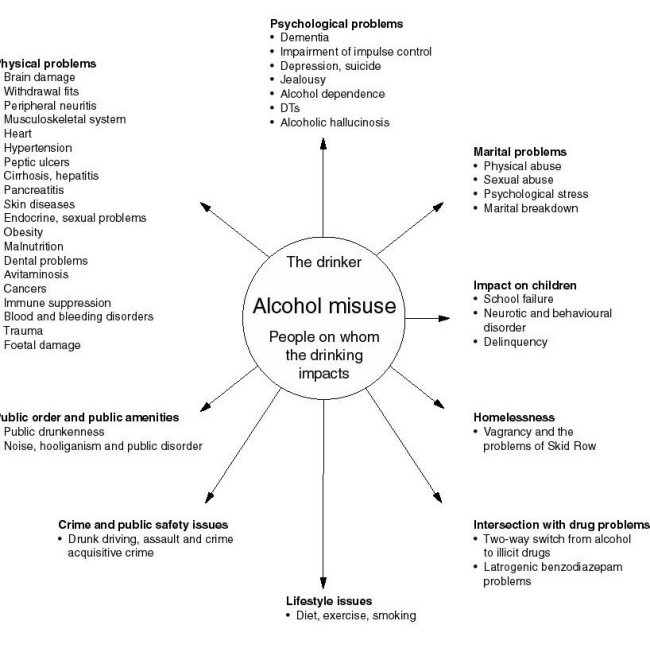 Psychological problems
• Dementia
• Impairment of impulse control
• Depression, suicide
• Jealousy
• Alcohol dependence
• DTs
• Alcoholic hallucinosis
hysical problems
Brain damage
Withdrawal fits
Peripheral neuritis
Musculoskeletal system
Heart
Hypertension
Peptic ulcers
Cirrhosis, hepatitis
Pancreatitis
Skin diseases
Endocrine, sexual problems
Obesity
Malnutrition
Dental problems
Avitaminosis
Cancers
Immune suppression
Blood and bleeding disorders
Trauma
Foetal damage
Marital problems
• Physical abuse
• Sexual abuse
• Psychological stress
• Marital breakdown
The drinker
Alcohol misuse
People on whom
the drinking
impacts
Impact on children
• School failure
• Neurotic and behavioural
disorder
• Delinquency
Public order and public amenities
Public drunkenness
Noise, hooliganism and public disorder
Homelessness
• Vagrancy and the
problems of Skid Row
Crime and public safety issues
• Drunk driving, assault and crime
acquisitive crime
Intersection with drug problems
• Two-way switch from alcohol
to illicit drugs
• Latrogenic benzodiazepam
problems
Lifestyle issues
• Diet, exercise, smoking